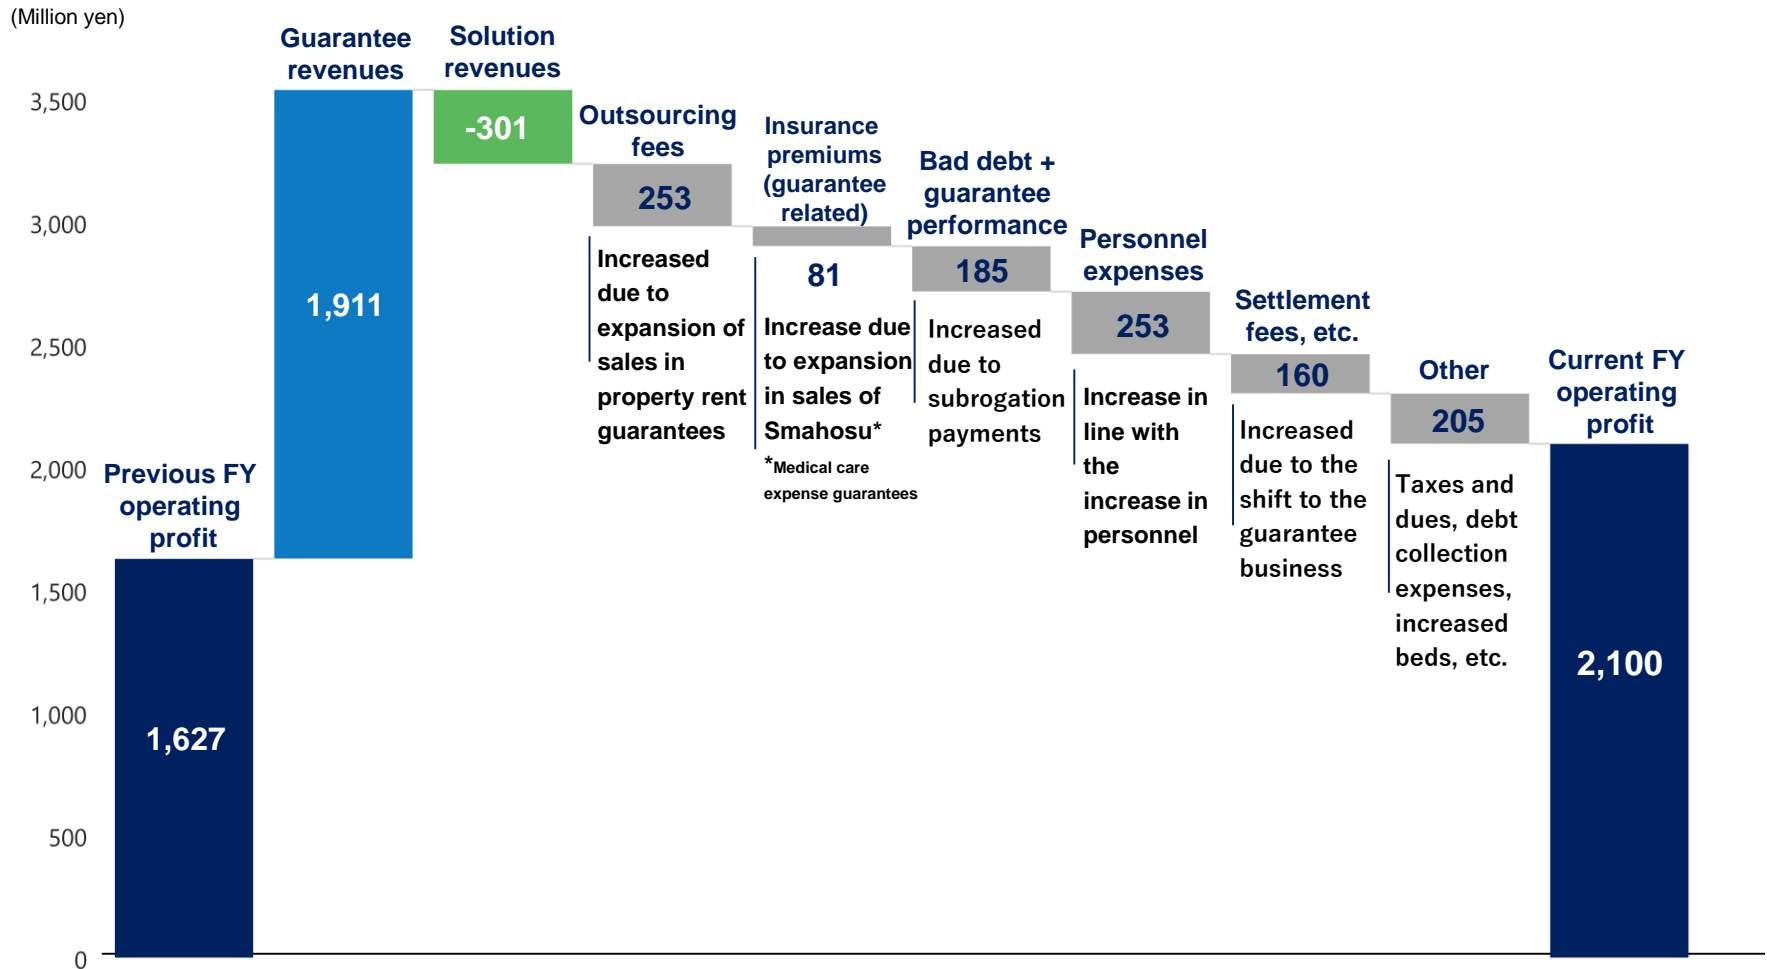 (Million yen)
3,500
3,000
2,500
2,000
1,500
1,000
500
0
Previous FY
operating
profit
1,627
Guarantee
revenues
1,911
Solution
revenues
-301
Outsourcing
fees
253
Increased
due to
expansion of
sales in
property rent
guarantees
Insurance
premiums
(guarantee
related)
81
Increase due
to expansion
in sales of
Smahosu*
*Medical care
expense guarantees
Bad debt +
guarantee
performance
185
Increased
due to
subrogation
payments
Personnel
expenses
253
Increase in
line with
the
increase in
personnel
Settlement
fees, etc.
160
Increased
due to the
shift to the
guarantee
business
Other
205
Taxes and
dues, debt
collection
expenses,
increased
beds, etc.
Current FY
operating
profit
2,100